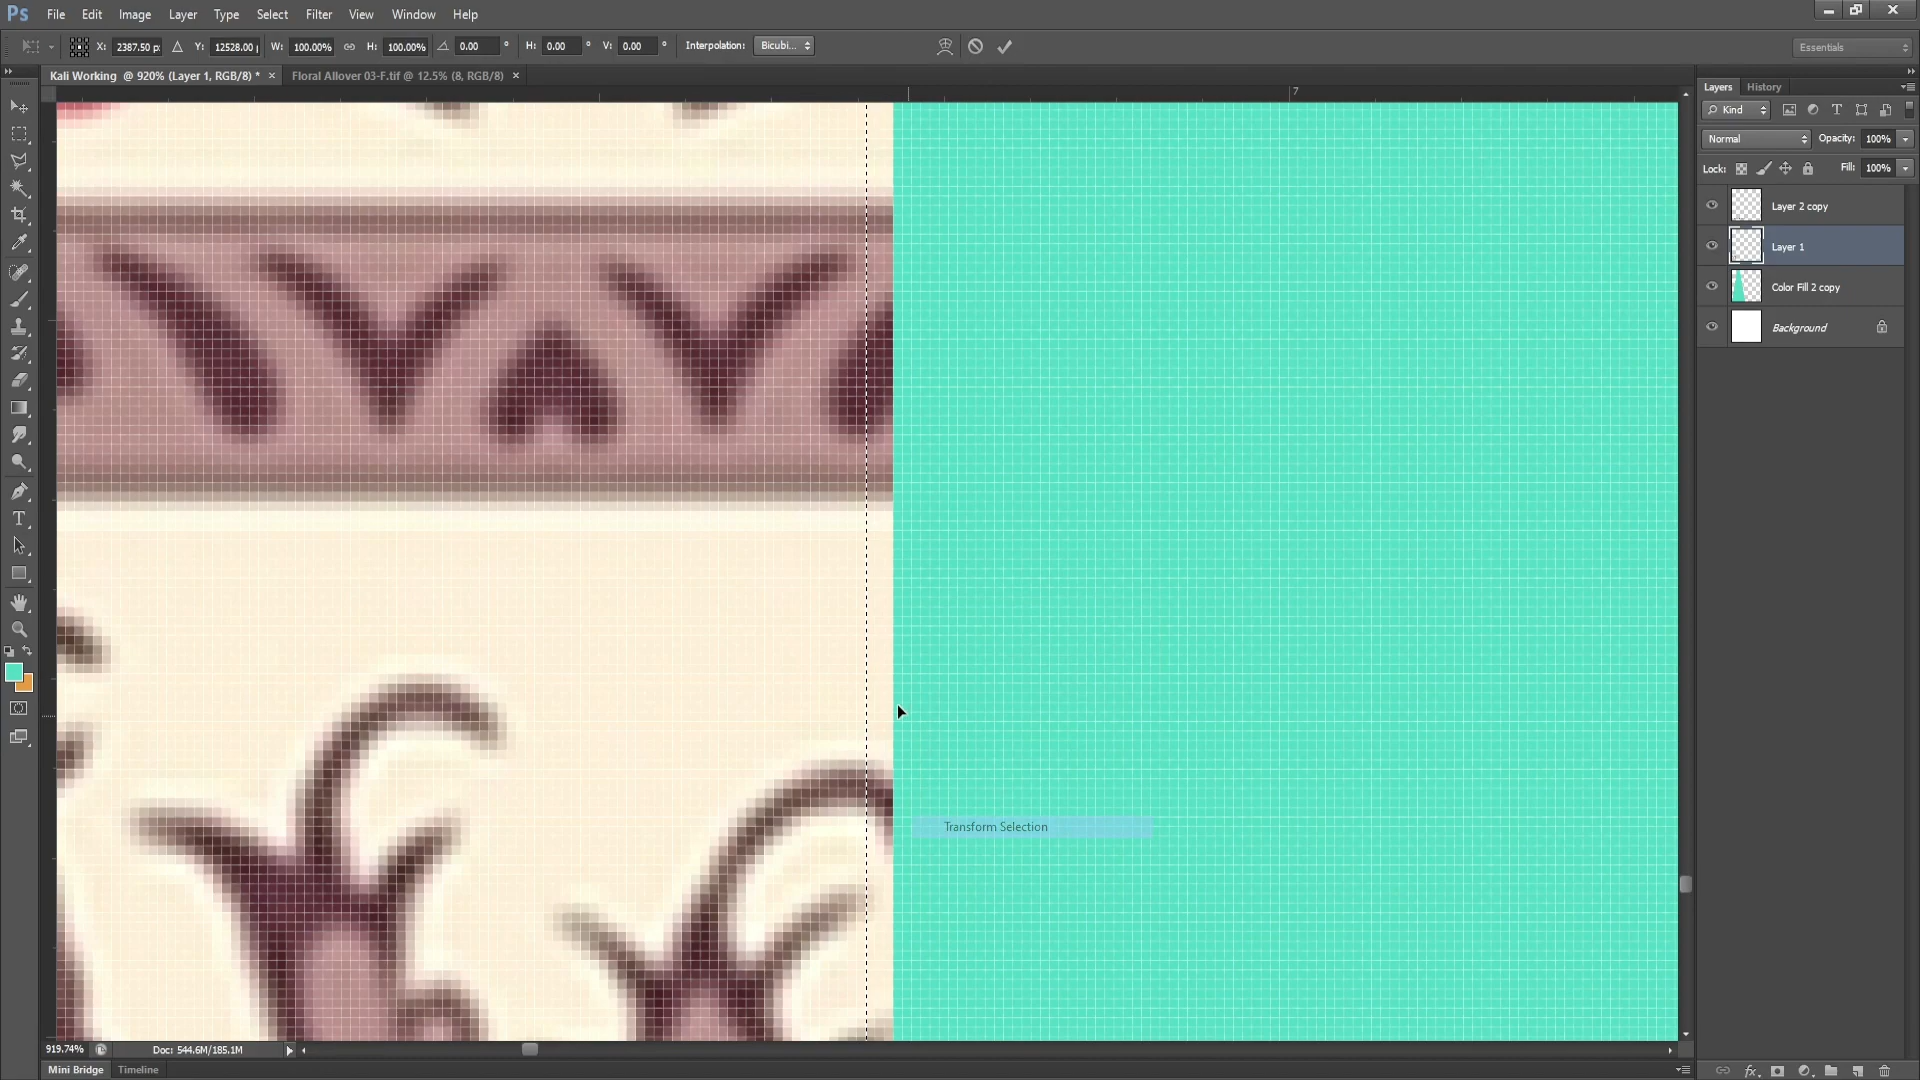 Ps File Edit Image Layer Type Select Filter View Window Help
X: 2387.50 p: Y: 12528.00 W: 100.00% H: 100.00% 0.00 ° H: 0.00 ° V: 0.00 ° Interpolation: Bicubi... Essentials
Kali Working @ 920% (Layer 1, RGB/8) * × Floral Allover 03-F.tif @ 12.5% (8, RGB/8) ×
Layers History
7
Kind
Normal Opacity: 100%
Lock: Fill: 100%
Layer 2 copy
Layer 1
Color Fill 2 copy
Background
Transform Selection
919.74% Doc: 544.6M/185.1M
Mini Bridge Timeline